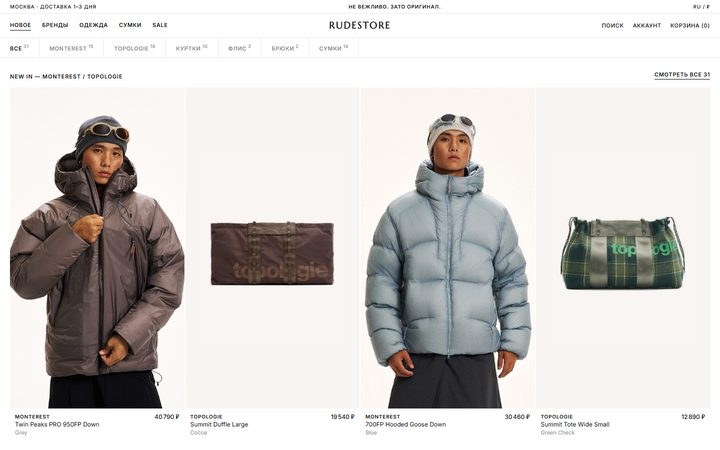 МОСКВА · ДОСТАВКА 1–3 ДНЯ
НЕ ВЕЖЛИВО. ЗАТО ОРИГИНАЛ.
RU / ₽
НОВОЕ БРЕНДЫ ОДЕЖДА СУМКИ SALE
RUDESTORE
ПОИСК АККАУНТ КОРЗИНА (0)
ВСЕ 31 MONTEREST 15 TOPOLOGIE 16 КУРТКИ 10 ФЛИС 3 БРЮКИ 2 СУМКИ 16
NEW IN — MONTEREST / TOPOLOGIE
СМОТРЕТЬ ВСЕ 31
topologie
topologie
MONTEREST 40 790 ₽
Twin Peaks PRO 950FP Down
Grey
TOPOLOGIE 19 540 ₽
Summit Duffle Large
Cocoa
MONTEREST 30 460 ₽
700FP Hooded Goose Down
Blue
TOPOLOGIE 12 890 ₽
Summit Tote Wide Small
Green Check